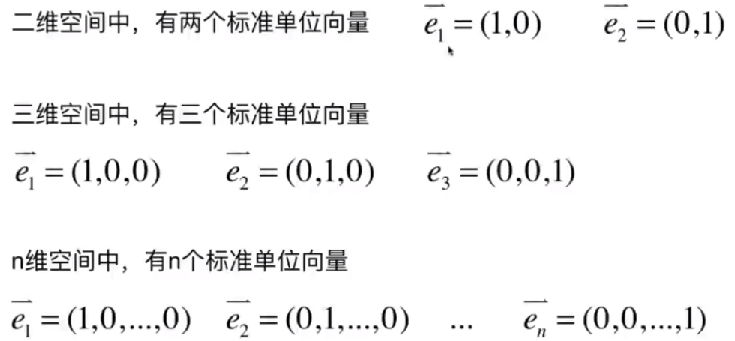 二维空间中，有两个标准单位向量 $\overrightarrow{e_1} = (1,0)$ $\overrightarrow{e_2} = (0,1)$
三维空间中，有三个标准单位向量
$\overrightarrow{e_1} = (1,0,0)$ $\overrightarrow{e_2} = (0,1,0)$ $\overrightarrow{e_3} = (0,0,1)$
n维空间中，有n个标准单位向量
$\overrightarrow{e_1} = (1,0,...,0)$ $\overrightarrow{e_2} = (0,1,...,0)$ ... $\overrightarrow{e_n} = (0,0,...,1)$